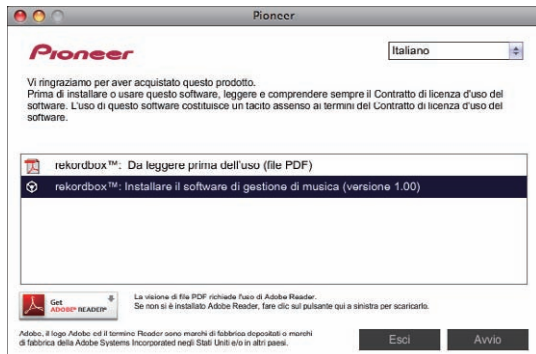 Pioneer
Pioneer
Italiano
Vi ringraziamo per aver acquistato questo prodotto.
Prima di installare o usare questo software, leggere e comprendere sempre il Contratto di licenza d'uso del
software. L'uso di questo software costituisce un tacito assenso ai termini del Contratto di licenza d'uso del
software.
rekordbox™: Da leggere prima dell'uso (file PDF)
rekordbox™: Installare il software di gestione di musica (versione 1.00)
Get
ADOBE® READER®
La visione di file PDF richiede l'uso di Adobe Reader.
Se non si è installato Adobe Reader, fare clic sul pulsante qui a sinistra per scaricarlo.
Adobe, il logo Adobe ed il termine Reader sono marchi di fabbrica depositati o marchi
di fabbrica della Adobe Systems Incorporated negli Stati Uniti e/o in altri paesi.
Esci
Avvio